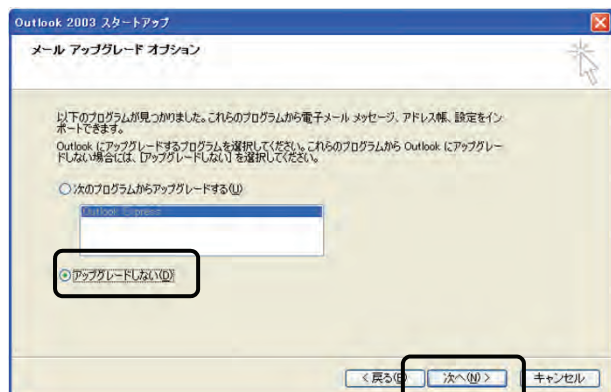 Outlook 2003 スタートアップ
メール アップグレード オプション
以下のプログラムが見つかりました。これらのプログラムから電子メール メッセージ、アドレス帳、設定をイン
ポートできます。
Outlook にアップグレードするプログラムを選択してください。これらのプログラムから Outlook にアップグレー
ドしない場合には、[アップグレードしない] を選択してください。
次のプログラムからアップグレードする(U)
Outlook Express
アップグレードしない(D)
< 戻る(B) 次へ(N) > キャンセル